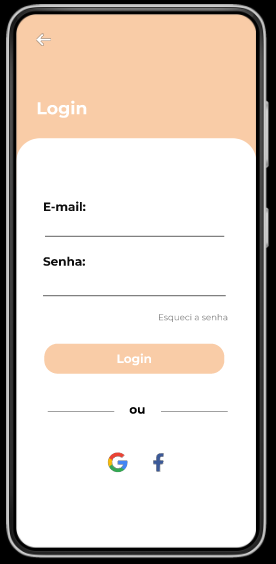 Login
E-mail:
Senha:
Esqueci a senha
Login
ou